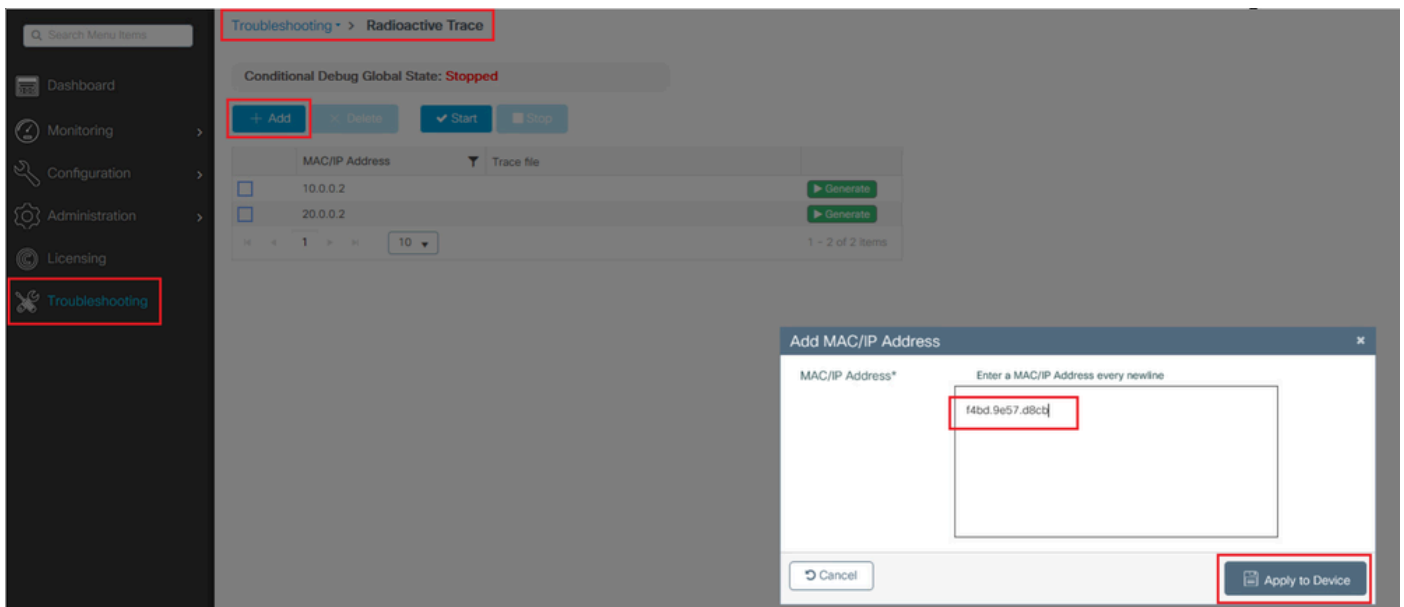 Search Menu Items
Dashboard
Monitoring
Configuration
Administration
Licensing
Troubleshooting
Troubleshooting > Radioactive Trace
Conditional Debug Global State: Stopped
+ Add × Delete ✔ Start Stop
MAC/IP Address Trace file
10.0.0.2 Generate
20.0.0.2 Generate
1 10 1 - 2 of 2 items
Add MAC/IP Address ×
MAC/IP Address* Enter a MAC/IP Address every newline
f4bd.9e57.d8cb
Cancel Apply to Device